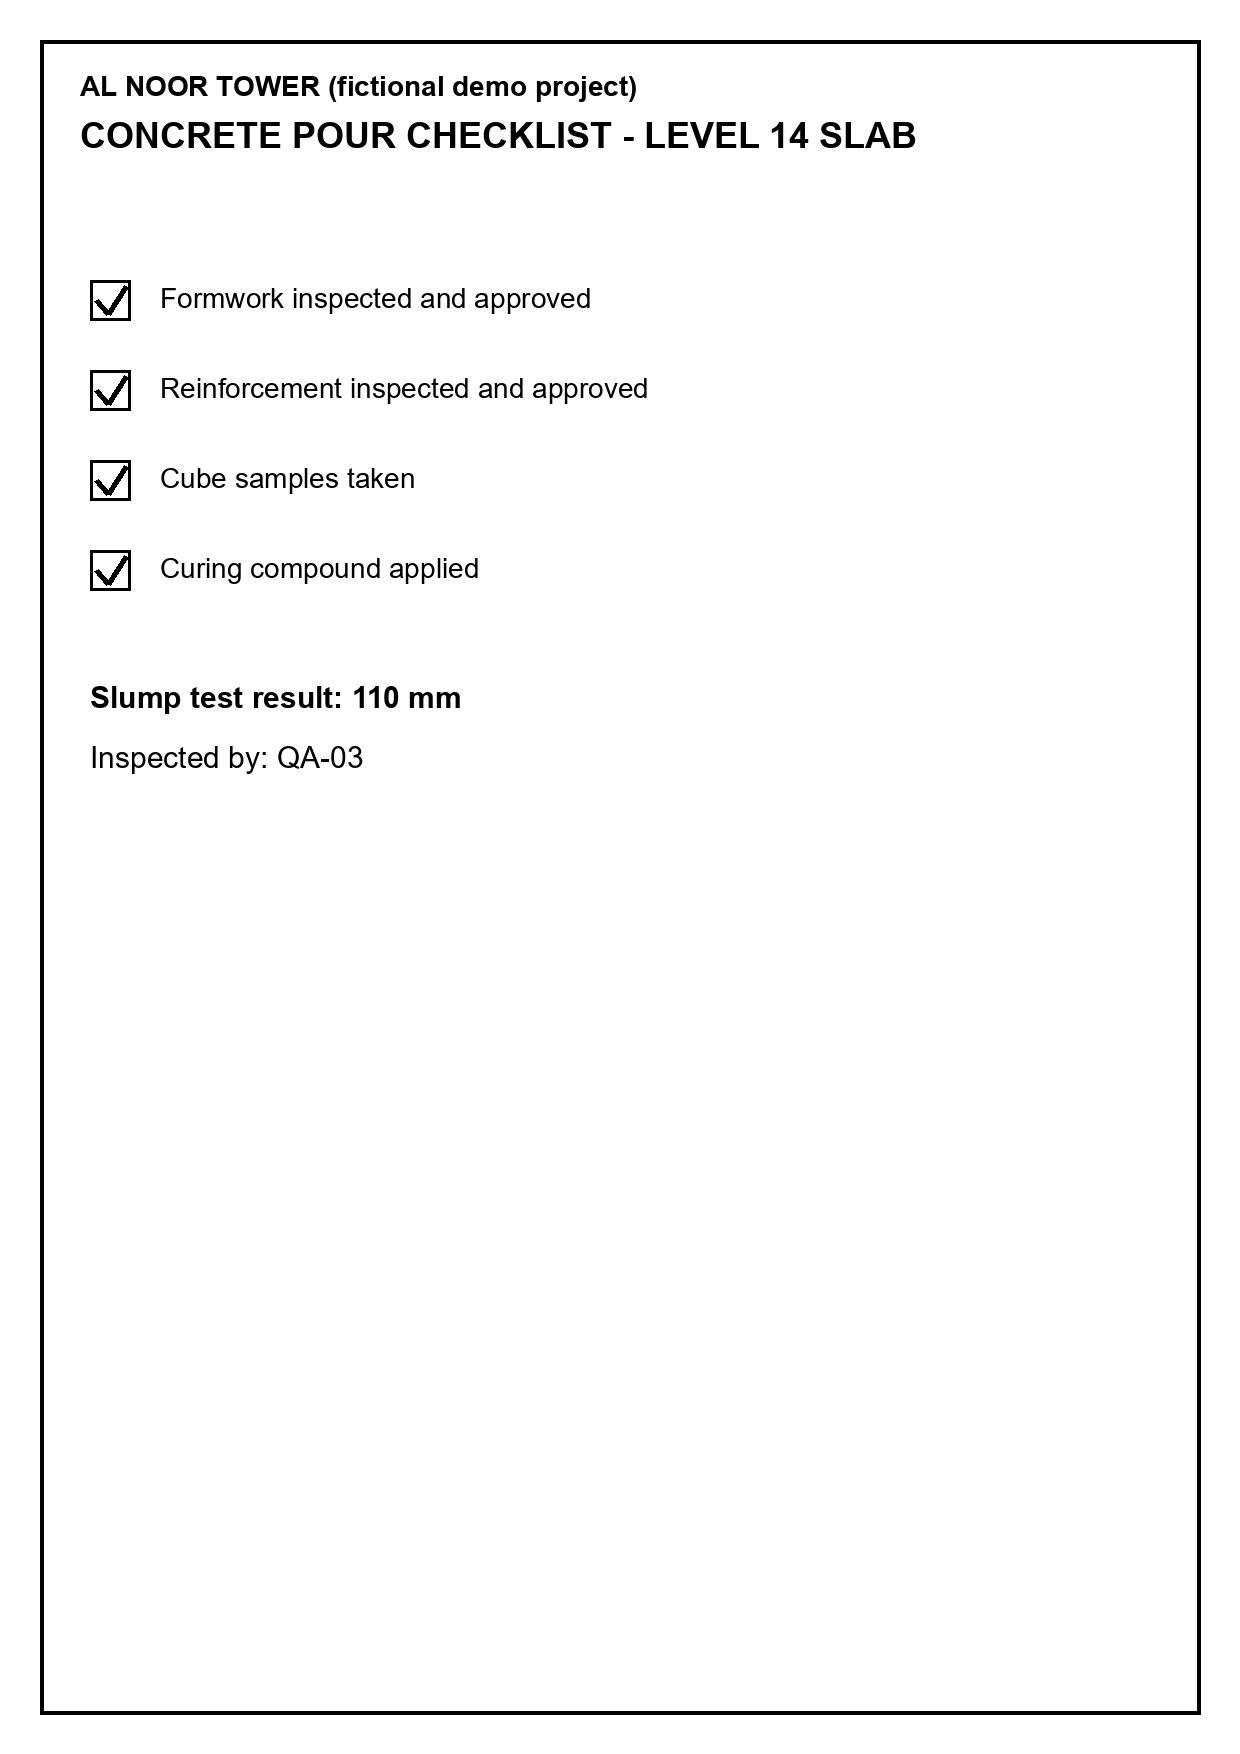 AL NOOR TOWER (fictional demo project)
CONCRETE POUR CHECKLIST - LEVEL 14 SLAB
Formwork inspected and approved
Reinforcement inspected and approved
Cube samples taken
Curing compound applied
Slump test result: 110 mm
Inspected by: QA-03